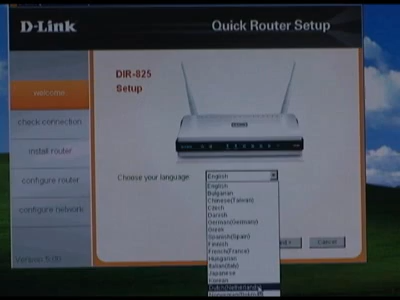 D-Link
Quick Router Setup
DIR-825
Setup
welcome
check connection
install router
configure router
configure network
Choose your language:
English
English
Bulgarian
Chinese(Taiwan)
Czech
Danish
German(Germany)
Greek
Spanish(Spain)
Finnish
French(France)
Hungarian
Italian(Italy)
Japanese
Korean
Dutch(Netherlands)
Cancel
Version 5.00